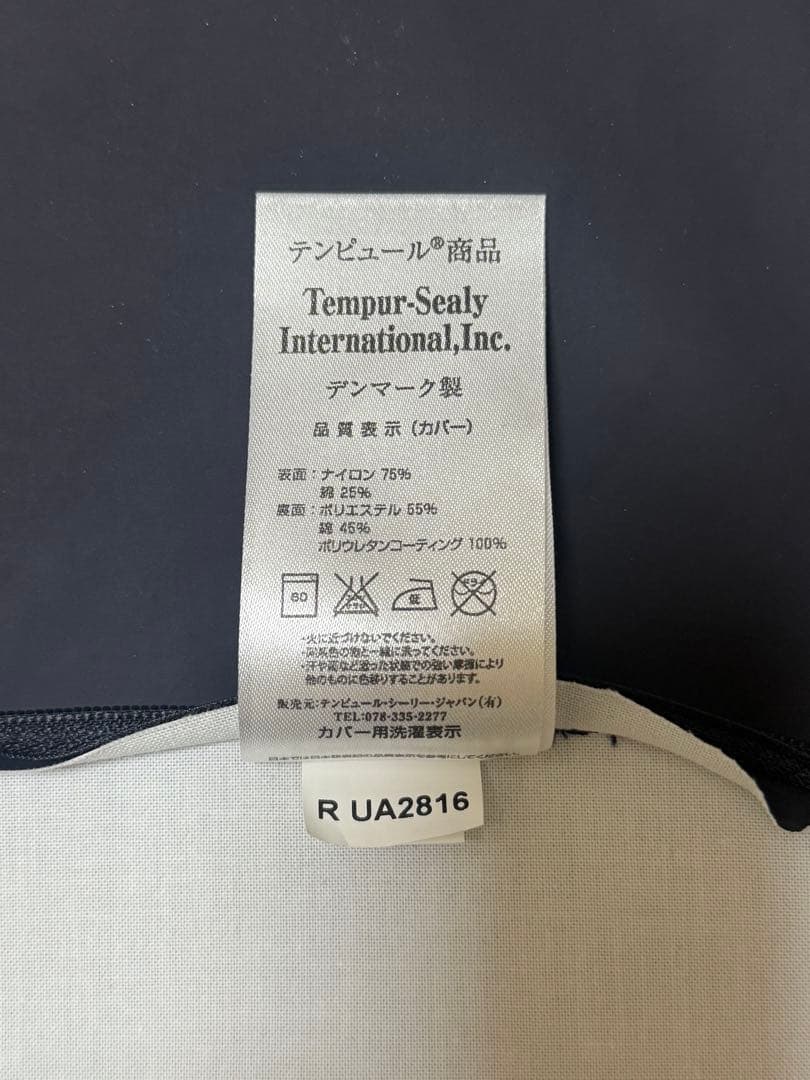 テンピュール®商品
Tempur-Sealy
International,Inc.
デンマーク製
品質表示(カバー)
表面:ナイロン 75%
綿 25%
裏面:ポリエステル 55%
綿 45%
ポリウレタンコーティング 100%
60
低
・火に近づけないでください。
・同系色の物と一緒に洗ってください。
・汗や雨など湿った状態での強い摩擦により
他のものに色移りすることがあります。
販売元:テンピュール・シーリー・ジャパン(有)
TEL:078-335-2277
カバー用洗濯表示
R UA2816